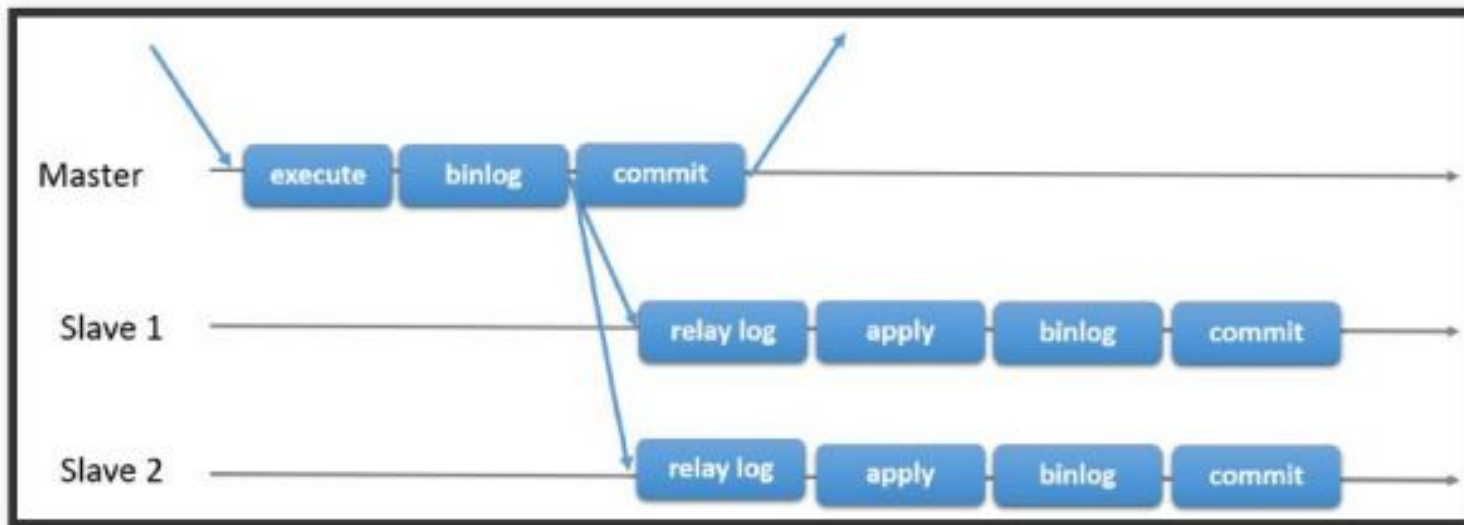 Master
execute
binlog
commit
Slave 1
relay log
apply
binlog
commit
Slave 2
relay log
apply
binlog
commit